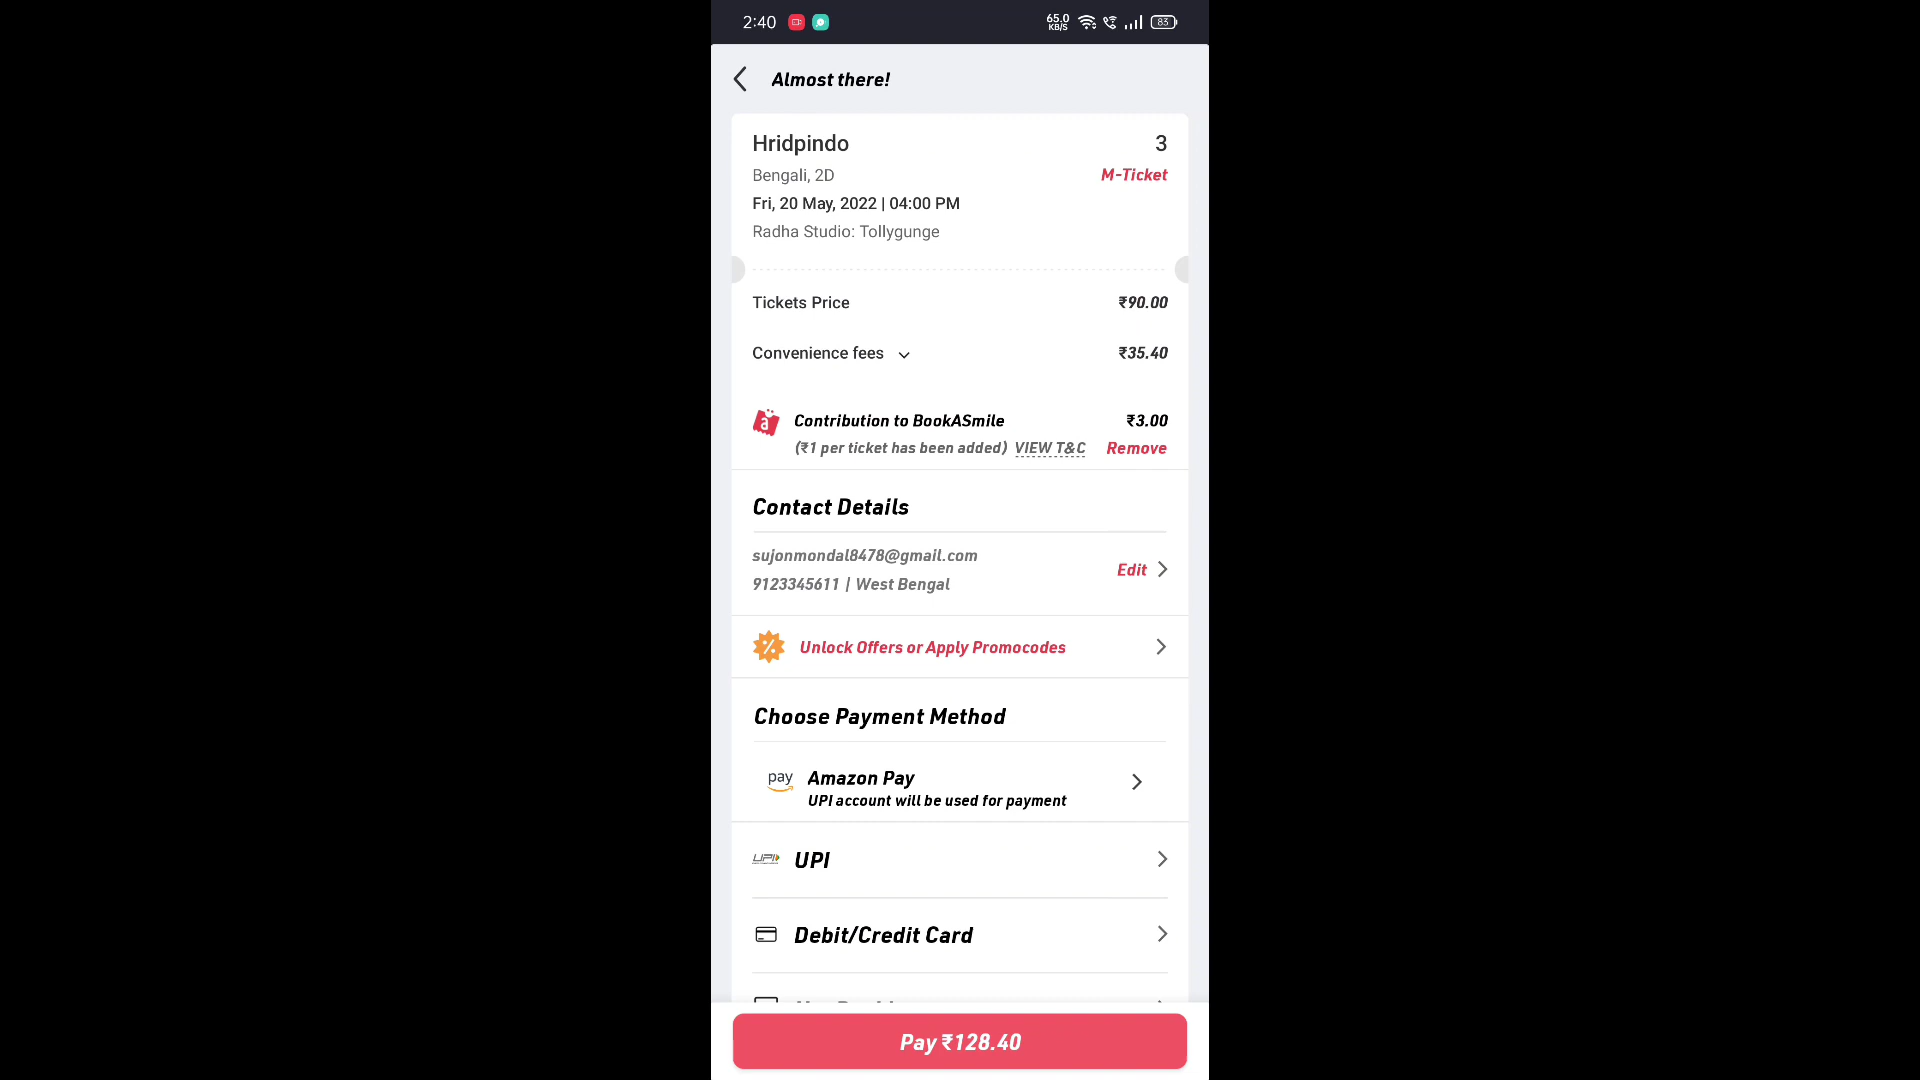 2:40
65.0
KB/S
83
Almost there!
Hridpindo
3
Bengali, 2D
M-Ticket
Fri, 20 May, 2022 | 04:00 PM
Radha Studio: Tollygunge
Tickets Price
₹90.00
Convenience fees
₹35.40
a
Contribution to BookASmile
₹3.00
(₹1 per ticket has been added) VIEW T&C
Remove
Contact Details
sujonmondal8478@gmail.com
9123345611 | West Bengal
Edit
Unlock Offers or Apply Promocodes
Choose Payment Method
pay
Amazon Pay
UPI account will be used for payment
UPI
UPI
Debit/Credit Card
Pay ₹128.40